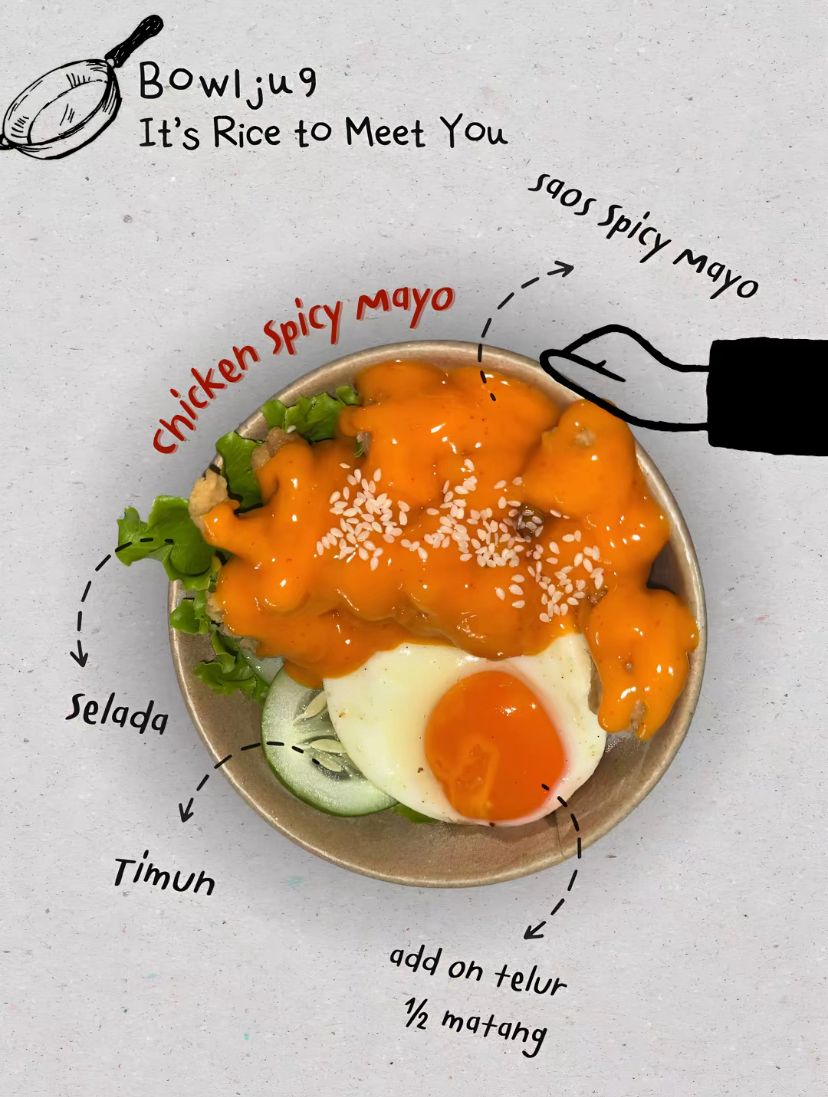 Bowljug
It's Rice to Meet You
saos spicy mayo
chicken spicy mayo
selada
Timun
add on telur
½ matang